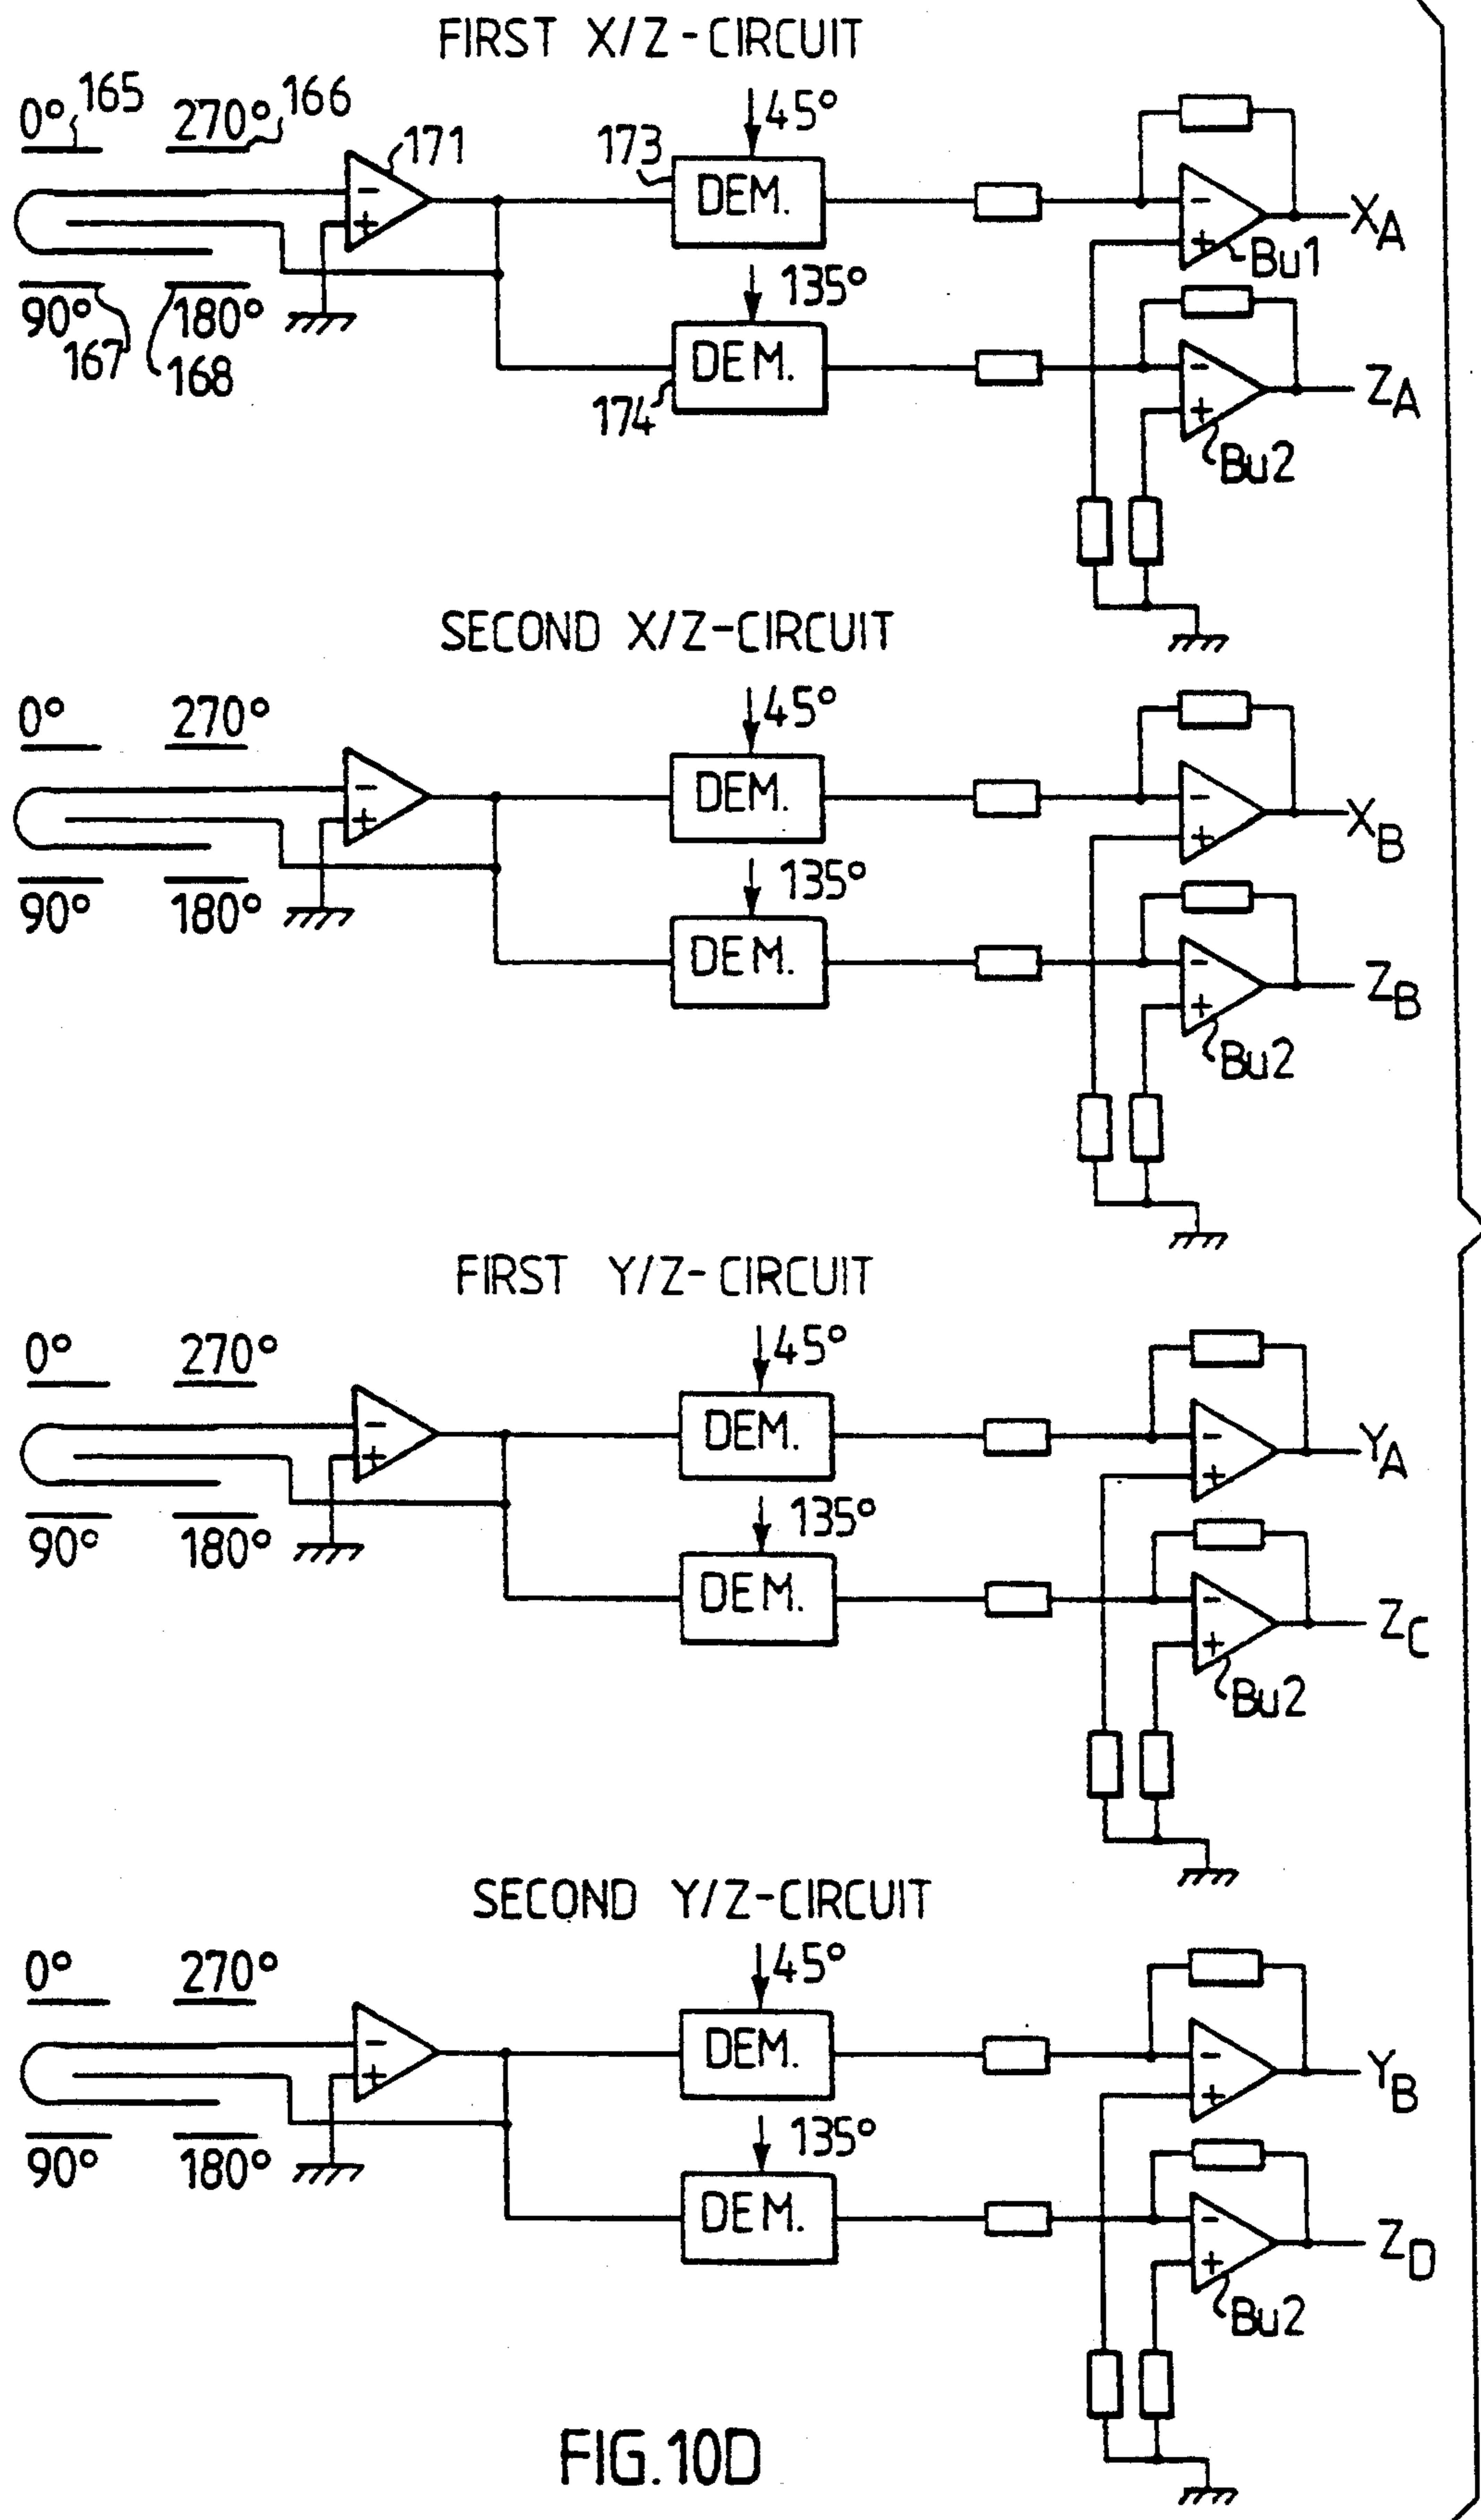 FIRST X/Z-CIRCUIT
0° 165 270° 166
171
173
45°
DEM.
- +
- +
Bu1
XA
90° 180°
167 168
135°
DEM.
174
- +
Bu2
ZA
SECOND X/Z-CIRCUIT
0° 270°
45°
- +
DEM.
- +
XB
90° 180°
135°
DEM.
- +
Bu2
ZB
FIRST Y/Z-CIRCUIT
0° 270°
45°
- +
DEM.
- +
YA
90° 180°
135°
DEM.
- +
Bu2
ZC
SECOND Y/Z-CIRCUIT
0° 270°
45°
- +
DEM.
- +
YB
90° 180°
135°
DEM.
- +
Bu2
ZD
FIG.10D